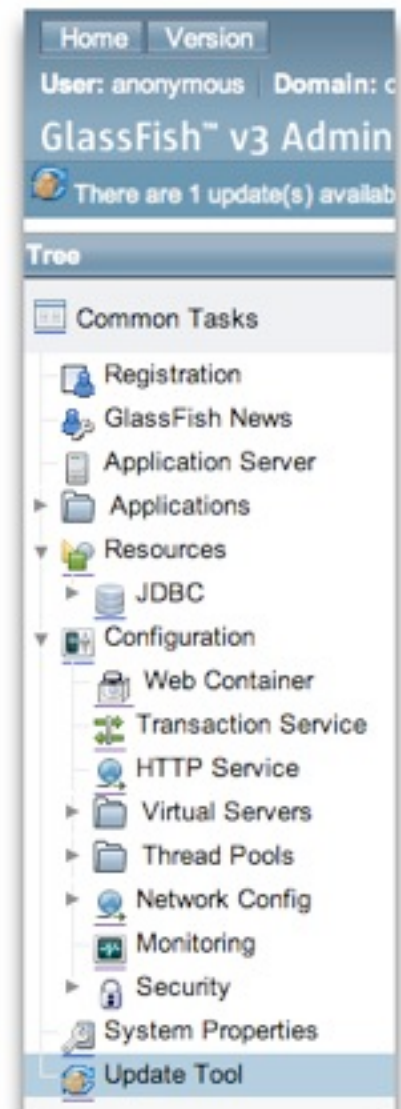 Home Version
User: anonymous Domain:
GlassFish™ v3 Admin
There are 1 update(s)
Tree
Common Tasks
Registration
GlassFish News
Application Server
Applications
Resources
JDBC
Configuration
Web Container
Transaction Service
HTTP Service
Virtual Servers
Thread Pools
Network Config
Monitoring
Security
System Properties
Update Tool